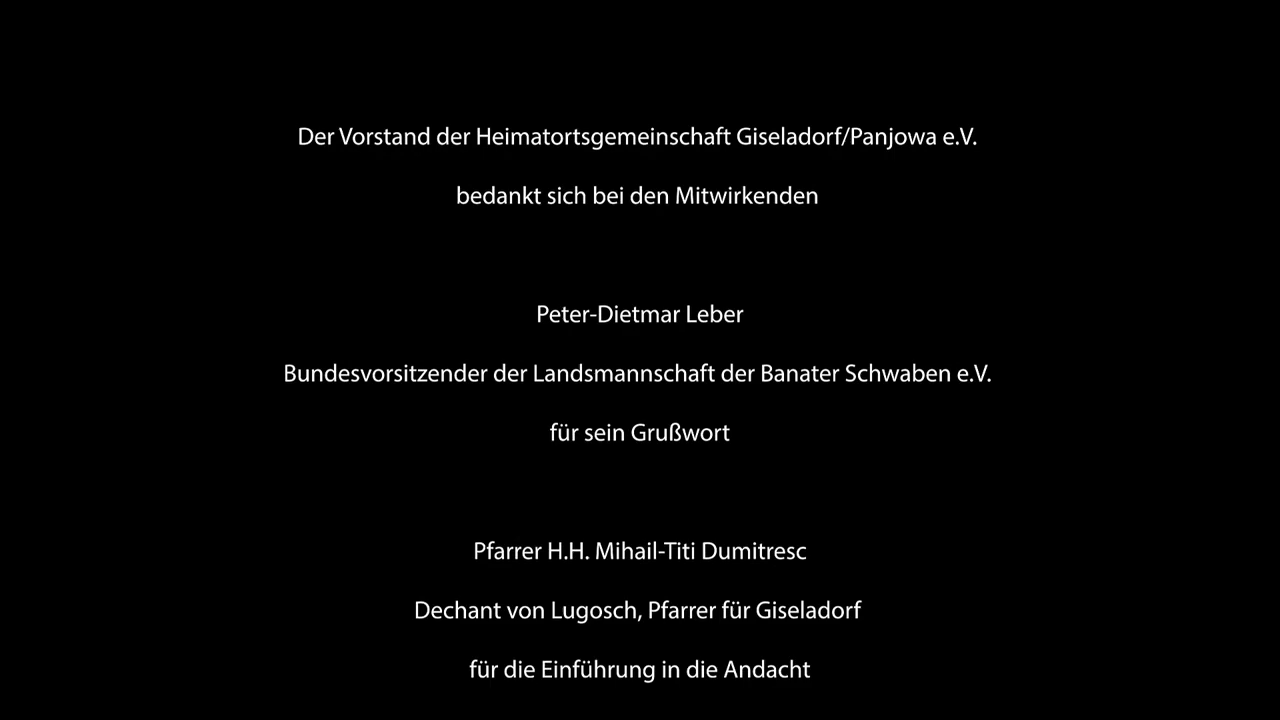 Der Vorstand der Heimatortsgemeinschaft Giseladorf/Panjowa e.V.
bedankt sich bei den Mitwirkenden
Peter-Dietmar Leber
Bundesvorsitzender der Landsmannschaft der Banater Schwaben e.V.
für sein Grußwort
Pfarrer H.H. Mihail-Titi Dumitresc
Dechant von Lugosch, Pfarrer für Giseladorf
für die Einführung in die Andacht